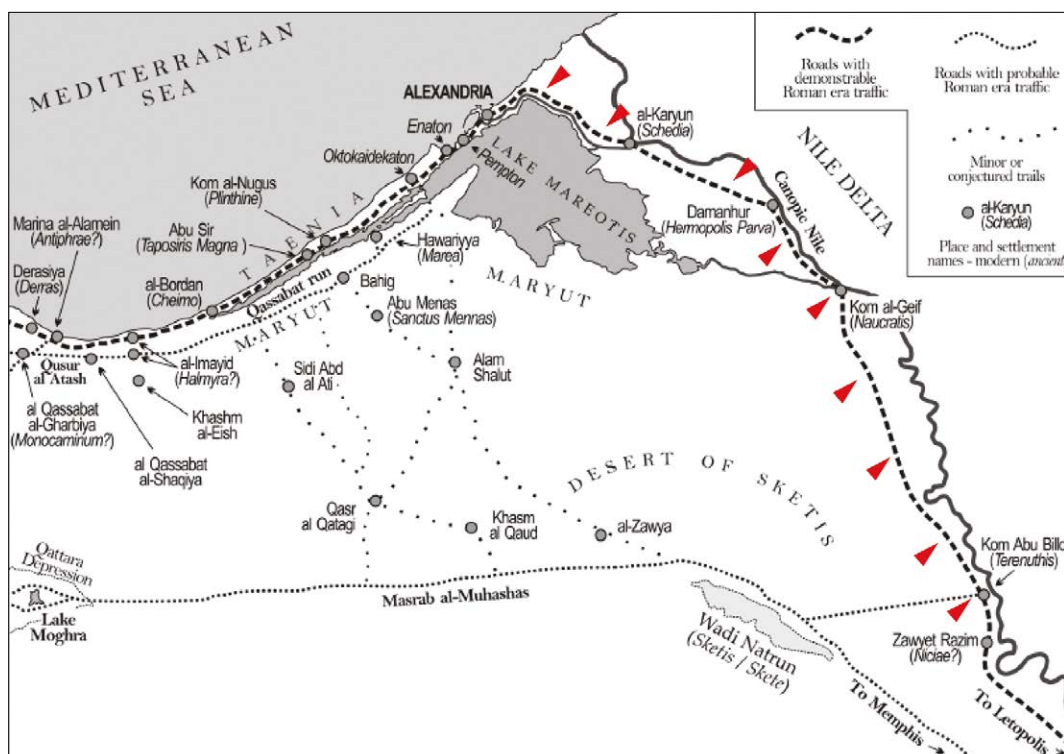 MEDITERRANEAN
SEA
ALEXANDRIA
Enaton
Oktokaidekaton
Pempton
LAKE MAREOTIS
Kom al-Nugus
(Plinthine)
TAENIA
Abu Sir
(Taposiris Magna)
Marina al-Alamein
(Antiphrae?)
Derasiya
(Derras)
al-Bordan
(Cheimo)
Qassabat run
MARYUT
Hawariyya
(Marea)
Bahig
MARYUT
Abu Menas
(Sanctus Mennas)
al-Karyun
(Schedia)
Canopic Nile
NILE DELTA
Damanhur
(Hermopolis Parva)
Kom al-Geif
(Naucratis)
Qusur
al Atash
al-Imayid
(Halmyra?)
Sidi Abd
al Ati
Alam
Shalut
al Qassabat
al-Gharbiya
(Monocaminum?)
Khashm
al-Eish
al Qassabat
al-Shaqiya
DESERT OF SKETIS
Qasr
al Qatagi
Khasm
al Qaud
al-Zawya
Kom Abu Billo
(Terenuthis)
Qattara
Depression
Lake
Moghra
Masrab al-Muhashas
Wadi Natrun
(Sketis / Skete)
Zawyet Razim
(Niciae?)
To Memphis
To Letopolis
Roads with
demonstrable
Roman era traffic
Roads with probable
Roman era traffic
Minor or
conjectured trails
al-Karyun
(Schedia)
Place and settlement
names - modern (ancient